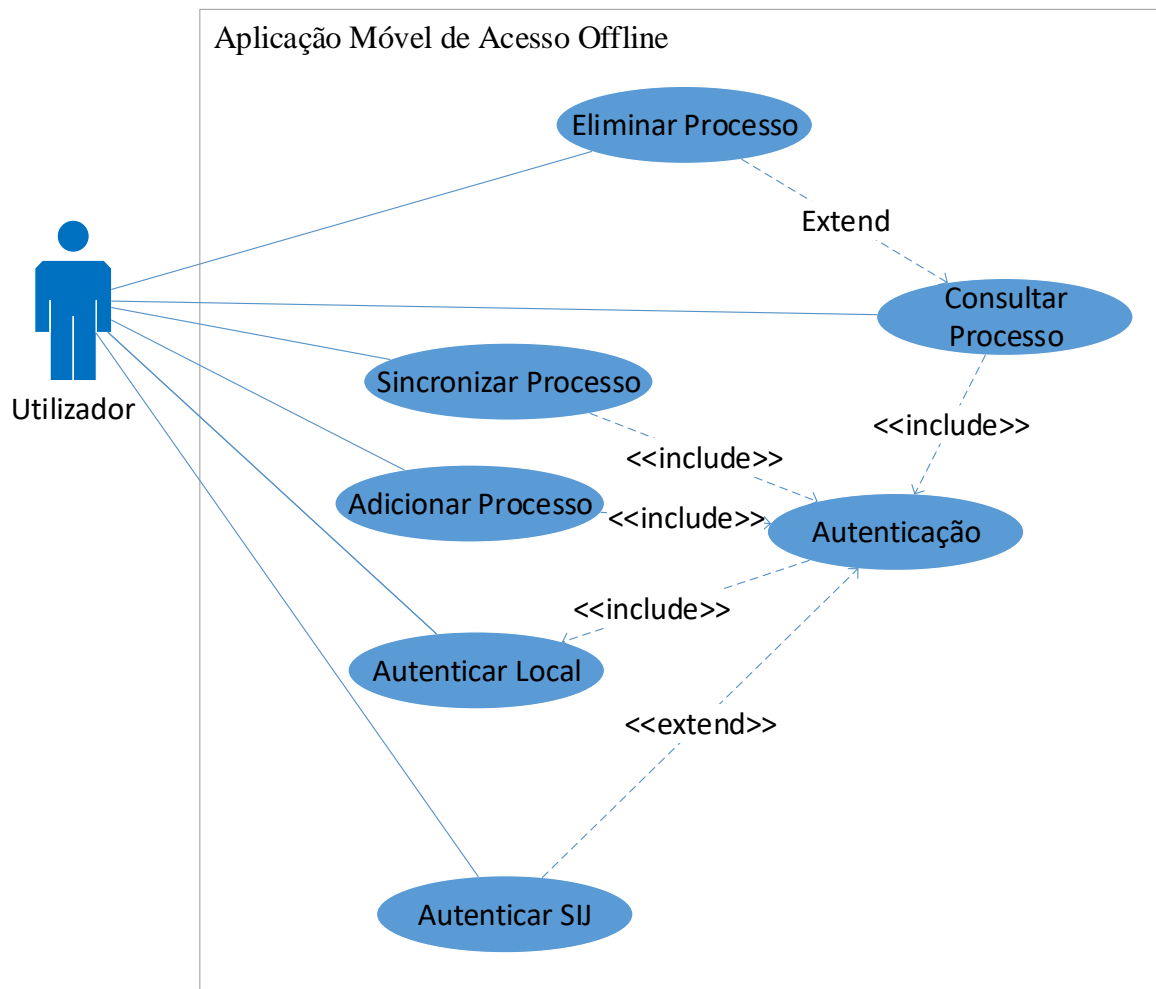 Aplicação Móvel de Acesso Offline
Eliminar Processo
Extend
Consultar
Processo
Utilizador
Sincronizar Processo
<<include>>
<<include>>
Adicionar Processo
<<include>>
Autenticação
<<include>>
Autenticar Local
<<extend>>
Autenticar SIJ